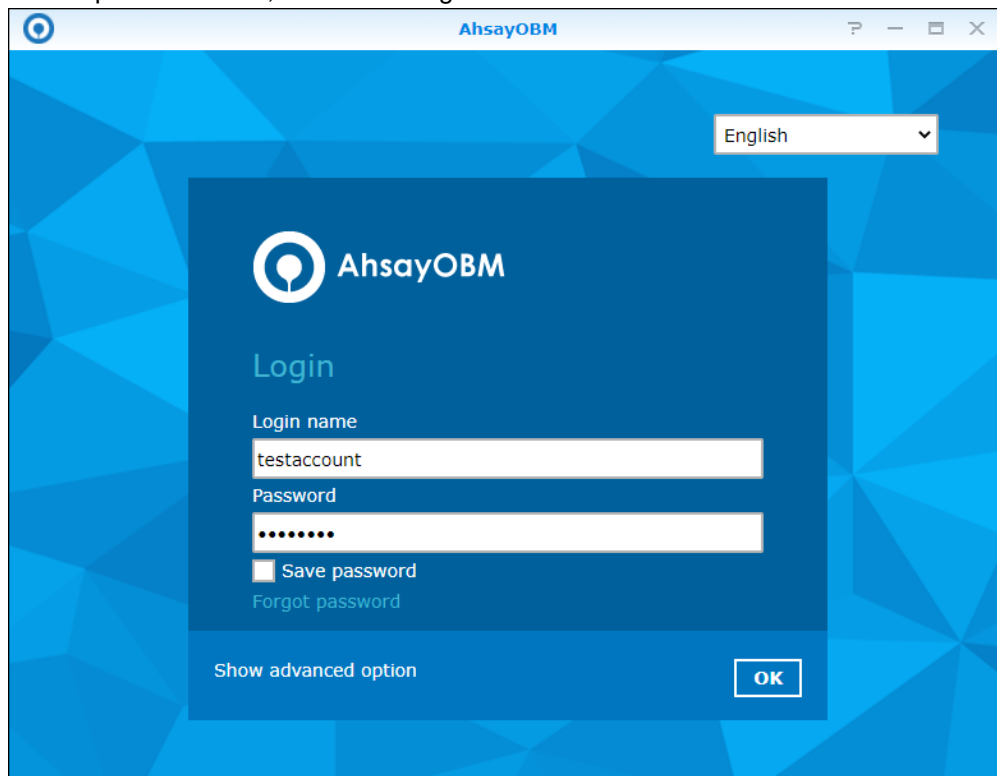 AhsayOBM
English
AhsayOBM
Login
Login name
testaccount
Password
••••••••
Save password
Forgot password
Show advanced option
OK